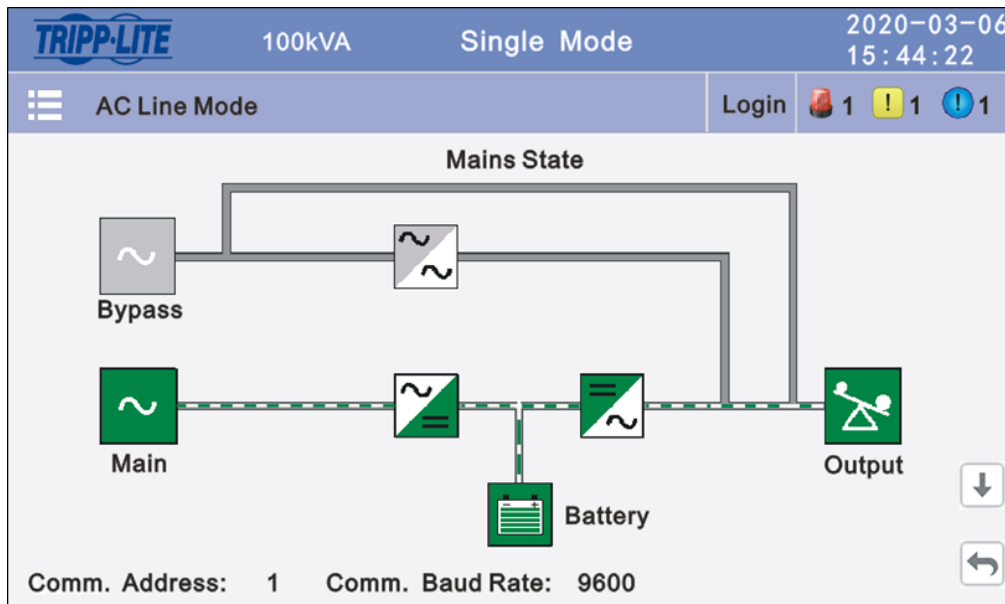 TRIPP·LITE 100kVA Single Mode 2020-03-06
15:44:22
AC Line Mode Login 1 ! 1 ! 1
Mains State
Bypass
Main
Output
Battery
Comm. Address: 1 Comm. Baud Rate: 9600